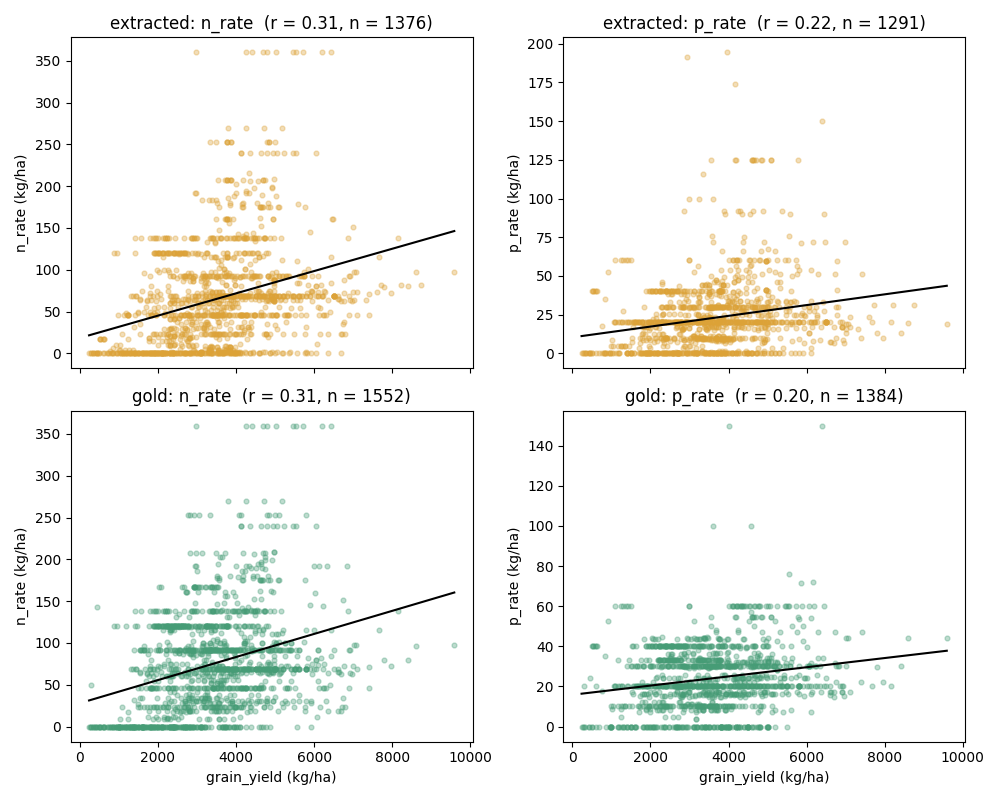 extracted: n_rate (r = 0.31, n = 1376)
n_rate (kg/ha)
350
300
250
200
150
100
50
0
extracted: p_rate (r = 0.22, n = 1291)
p_rate (kg/ha)
200
175
150
125
100
75
50
25
0
gold: n_rate (r = 0.31, n = 1552)
n_rate (kg/ha)
350
300
250
200
150
100
50
0
0 2000 4000 6000 8000 10000
grain_yield (kg/ha)
gold: p_rate (r = 0.20, n = 1384)
p_rate (kg/ha)
140
120
100
80
60
40
20
0
0 2000 4000 6000 8000 10000
grain_yield (kg/ha)